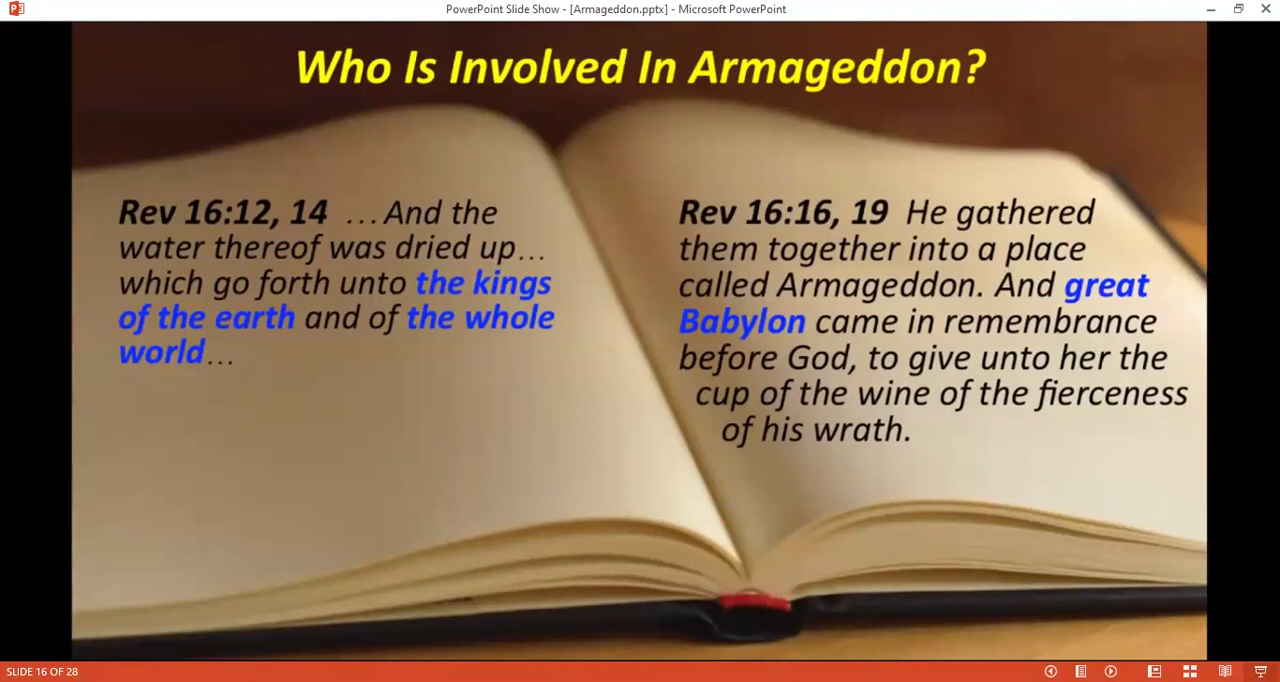 PowerPoint Slide Show - [Armageddon.pptx] - Microsoft PowerPoint
Who Is Involved In Armageddon?
Rev 16:12, 14 …And the
water thereof was dried up…
which go forth unto the kings
of the earth and of the whole
world…
Rev 16:16, 19 He gathered
them together into a place
called Armageddon. And great
Babylon came in remembrance
before God, to give unto her the
cup of the wine of the fierceness
of his wrath.
SLIDE 16 OF 28